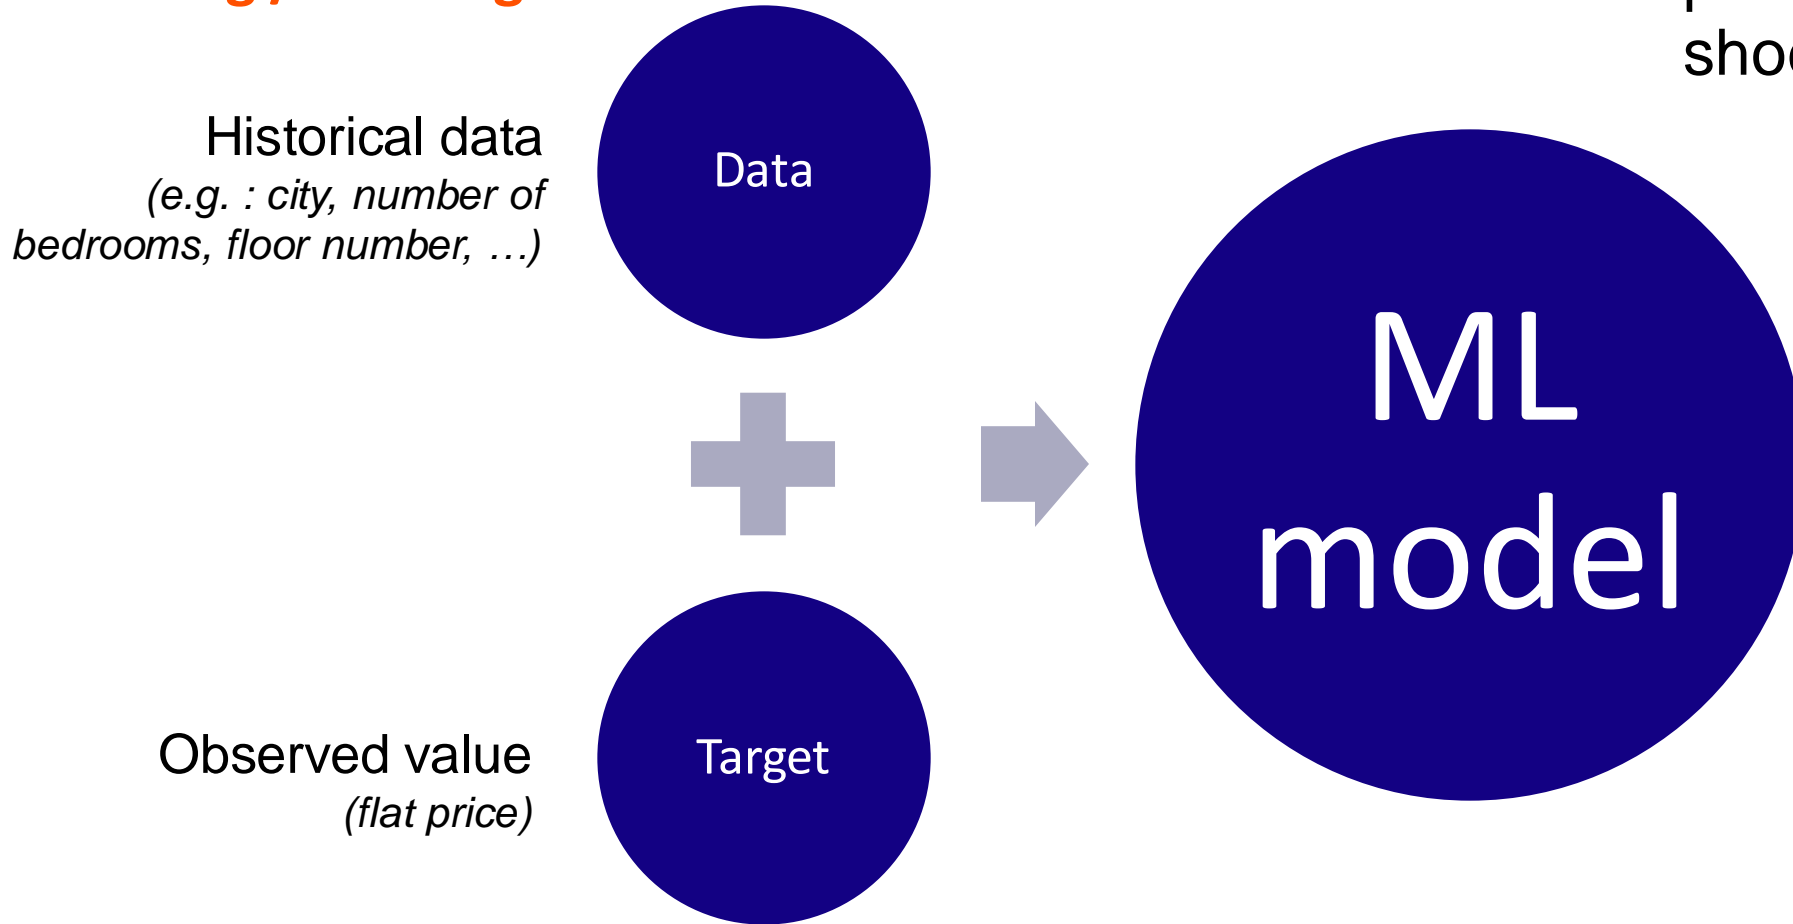 Historical data
(e.g. : city, number of
bedrooms, floor number, …)
Data
ML
model
Observed value
(flat price)
Target